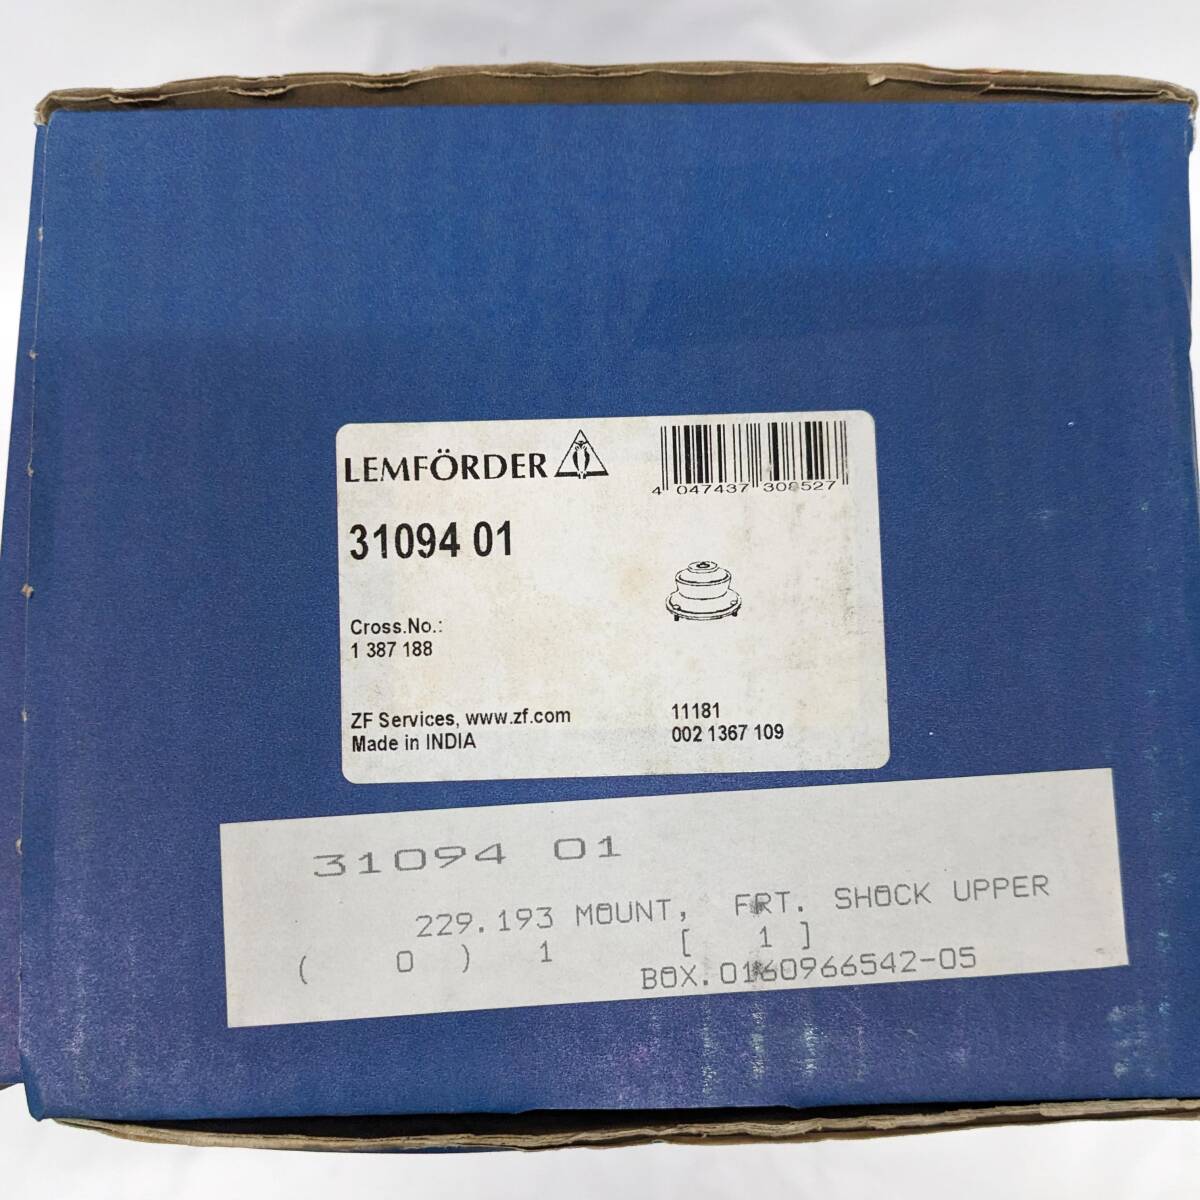 LEMFÖRDER
4 047437 308527
31094 01
Cross.No.:
1 387 188
ZF Services, www.zf.com
Made in INDIA
11181
002 1367 109
31094 01
229.193 MOUNT, FRT. SHOCK UPPER
( 0 ) 1 [ 1 ]
BOX.0160966542-05